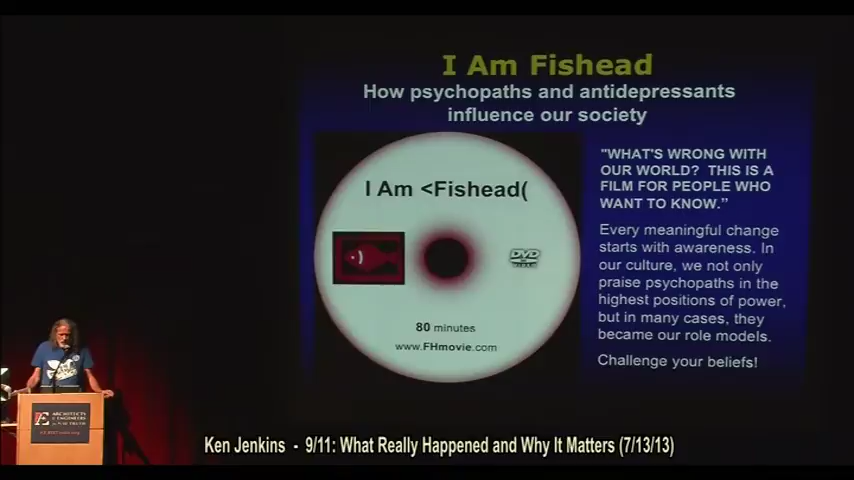 I Am Fishead
How psychopaths and antidepressants
influence our society
I Am <Fishead(
DVD
VIDEO
80 minutes
www.FHmovie.com
"WHAT'S WRONG WITH
OUR WORLD? THIS IS A
FILM FOR PEOPLE WHO
WANT TO KNOW."
Every meaningful change
starts with awareness. In
our culture, we not only
praise psychopaths in the
highest positions of power,
but in many cases, they
became our role models.
Challenge your beliefs!
ARCHITECTS
& ENGINEERS
Ken Jenkins - 9/11: What Really Happened and Why It Matters (7/13/13)